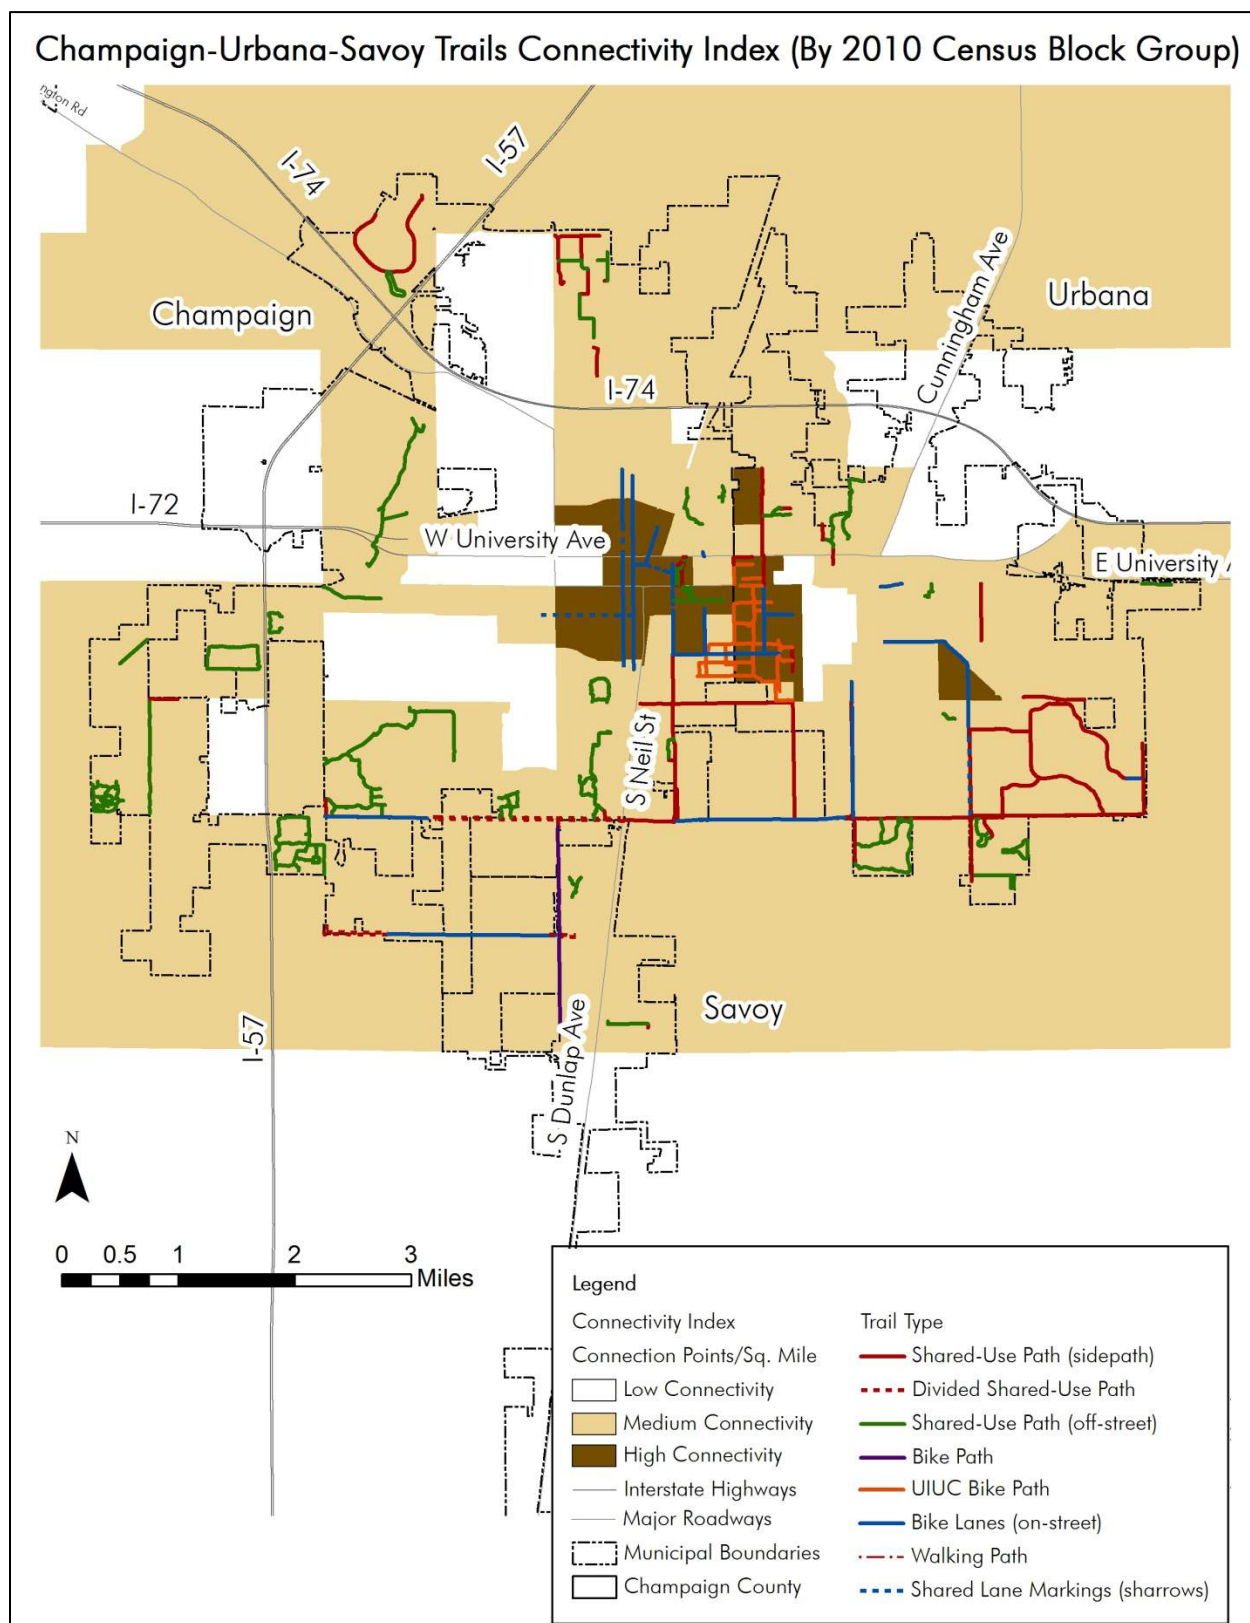 Champaign-Urbana-Savoy Trails Connectivity Index (By 2010 Census Block Group)
ngton Rd
I-74
I-57
Cunningham Ave
Urbana
Champaign
I-74
I-72
W University Ave
E University A
S Neil St
Savoy
S Dunlap Ave
I-57
N
0 0.5 1 2 3
Miles
Legend
Connectivity Index
Connection Points/Sq. Mile
Low Connectivity
Medium Connectivity
High Connectivity
Interstate Highways
Major Roadways
Municipal Boundaries
Champaign County
Trail Type
Shared-Use Path (sidepath)
Divided Shared-Use Path
Shared-Use Path (off-street)
Bike Path
UIUC Bike Path
Bike Lanes (on-street)
Walking Path
Shared Lane Markings (sharrows)